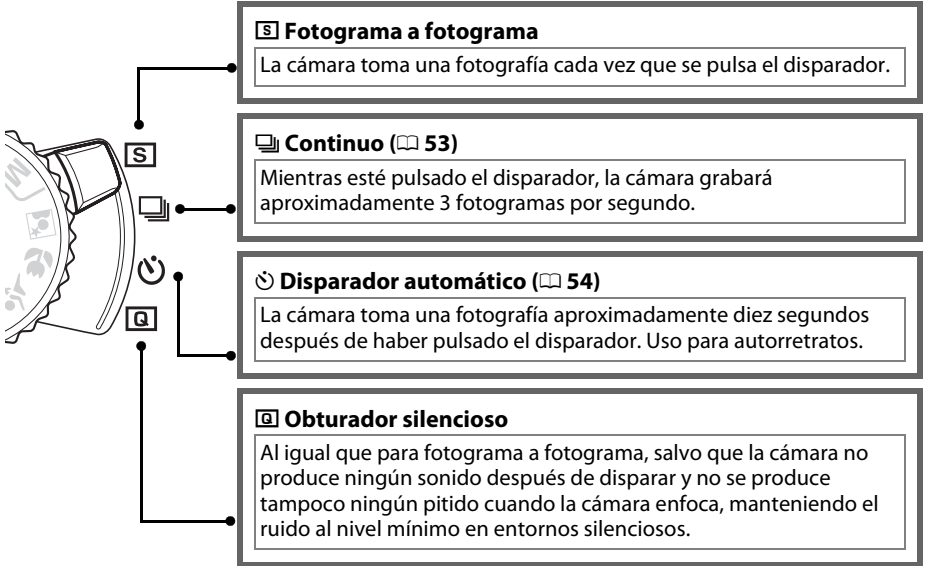 S Fotograma a fotograma
La cámara toma una fotografía cada vez que se pulsa el disparador.
Continuo (53)
Mientras esté pulsado el disparador, la cámara grabará
aproximadamente 3 fotogramas por segundo.
Disparador automático (54)
La cámara toma una fotografía aproximadamente diez segundos
después de haber pulsado el disparador. Uso para autorretratos.
Q Obturador silencioso
Al igual que para fotograma a fotograma, salvo que la cámara no
produce ningún sonido después de disparar y no se produce
tampoco ningún pitido cuando la cámara enfoca, manteniendo el
ruido al nivel mínimo en entornos silenciosos.
S
Q
M